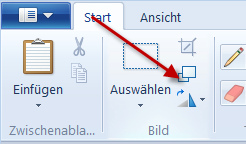 Start Ansicht
Einfügen Auswählen
Zwischenabla... Bild